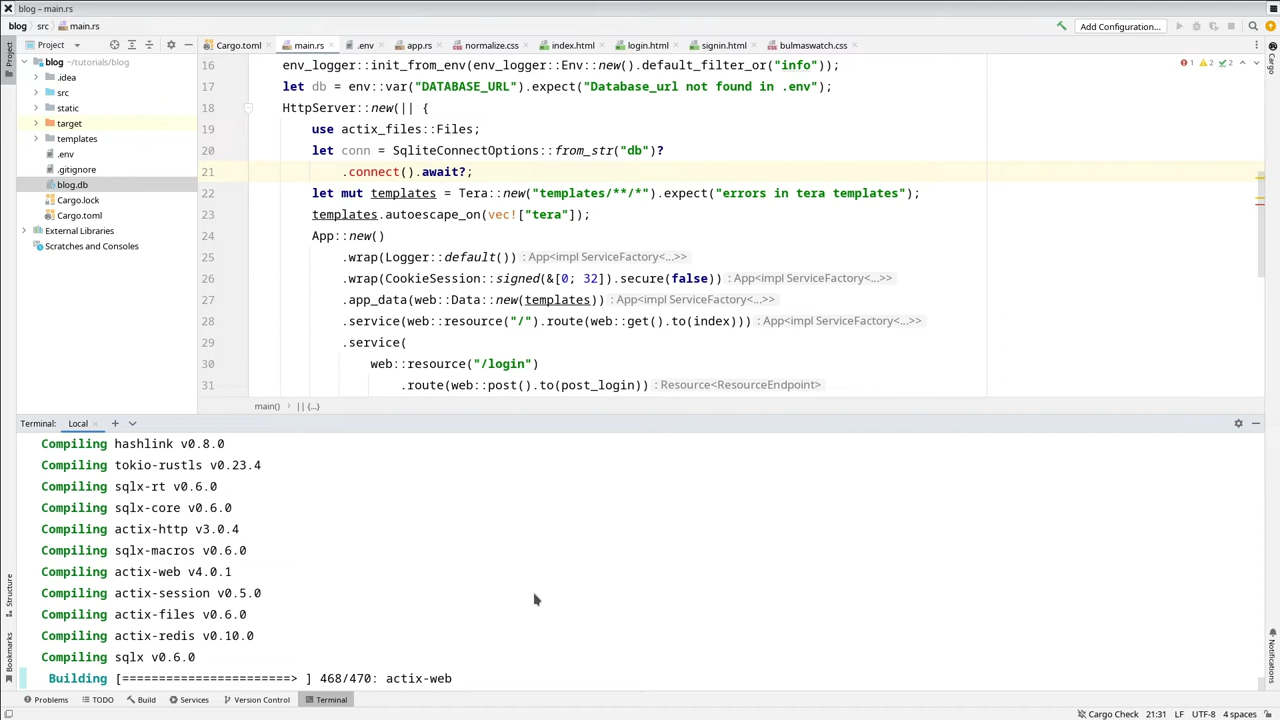 blog – main.rs
blog > src > main.rs
Add Configuration...
Project
Cargo.toml
main.rs
.env
app.rs
normalize.css
index.html
login.html
signin.html
bulmaswatch.css
Project
Cargo
blog ~/tutorials/blog
.idea
src
static
target
templates
.env
.gitignore
blog.db
Cargo.lock
Cargo.toml
External Libraries
Scratches and Consoles
1 2 2
16 env_logger::init_from_env(env_logger::Env::new().default_filter_or("info"));
17 let db = env::var("DATABASE_URL").expect("Database_url not found in .env");
18 HttpServer::new(|| {
19 use actix_files::Files;
20 let conn = SqliteConnectOptions::from_str("db")?
21 .connect().await?;
22 let mut templates = Tera::new("templates/**/*").expect("errors in tera templates");
23 templates.autoescape_on(vec!["tera"]);
24 App::new()
25 .wrap(Logger::default()) : App<impl ServiceFactory<...>>
26 .wrap(CookieSession::signed(&[0; 32]).secure(false)) : App<impl ServiceFactory<...>>
27 .app_data(web::Data::new(templates)) : App<impl ServiceFactory<...>>
28 .service(web::resource("/").route(web::get().to(index))) : App<impl ServiceFactory<...>>
29 .service(
30 web::resource("/login")
31 .route(web::post().to(post_login)) : Resource<ResourceEndpoint>
main() > || {...}
Terminal: Local
Compiling hashlink v0.8.0
Compiling tokio-rustls v0.23.4
Compiling sqlx-rt v0.6.0
Compiling sqlx-core v0.6.0
Compiling actix-http v3.0.4
Compiling sqlx-macros v0.6.0
Compiling actix-web v4.0.1
Compiling actix-session v0.5.0
Compiling actix-files v0.6.0
Compiling actix-redis v0.10.0
Compiling sqlx v0.6.0
Building [=======================> ] 468/470: actix-web
Structure
Bookmarks
Notifications
Problems
TODO
Build
Services
Version Control
Terminal
Cargo Check 21:31 LF UTF-8 4 spaces